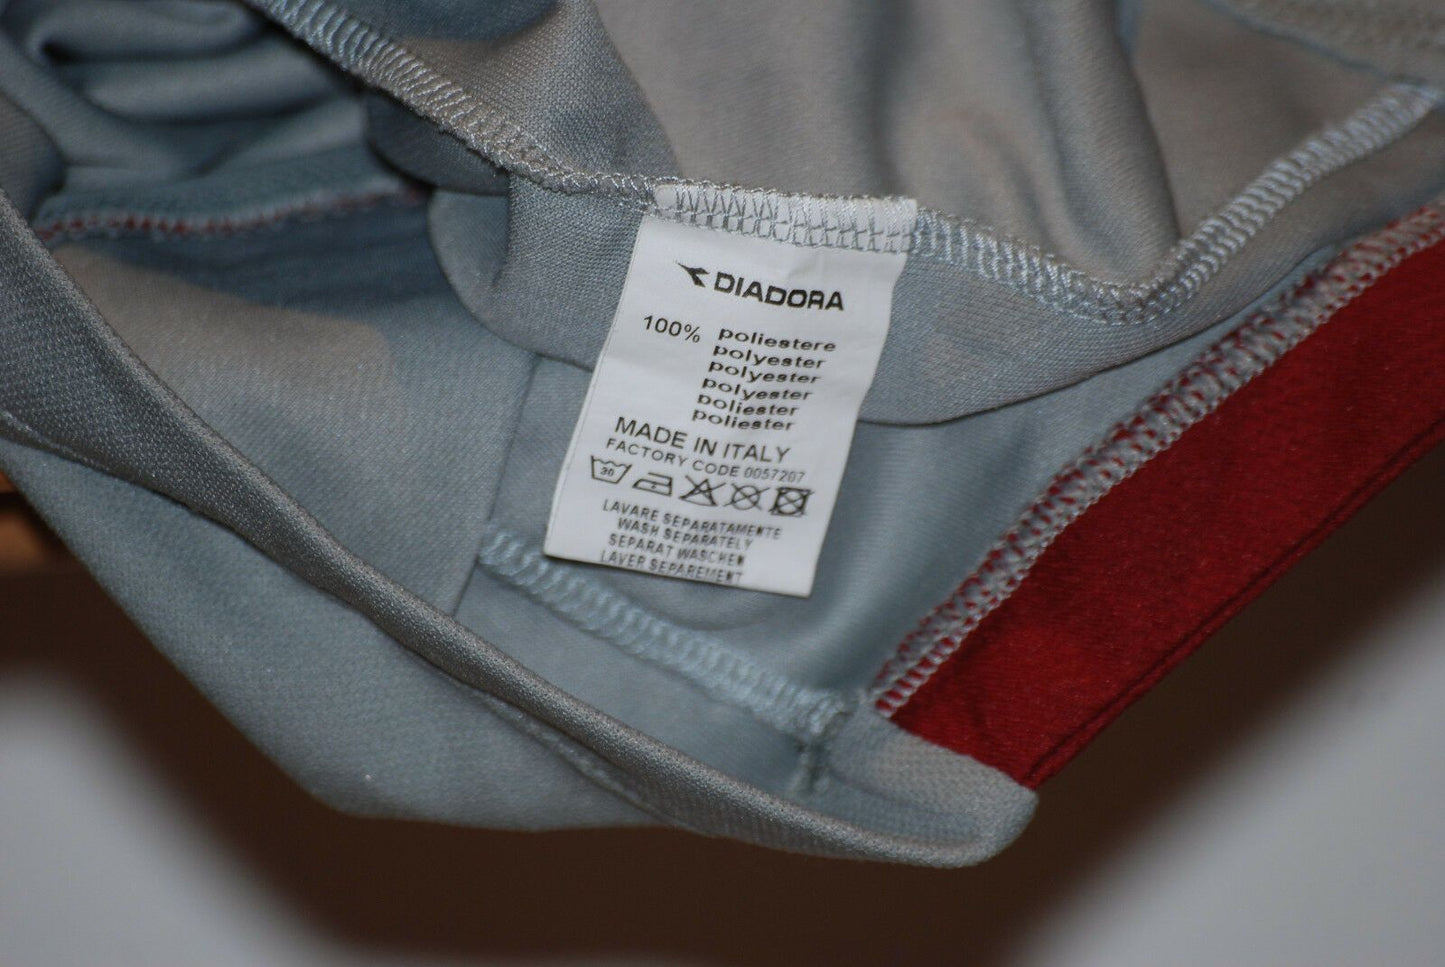 DIADORA
100% poliestere
polyester
polyester
polyester
poliester
poliester
MADE IN ITALY
FACTORY CODE 0057207
30
LAVARE SEPARATAMENTE
WASH SEPARATELY
SEPARAT WASCHEN
LAVER SEPAREMENT